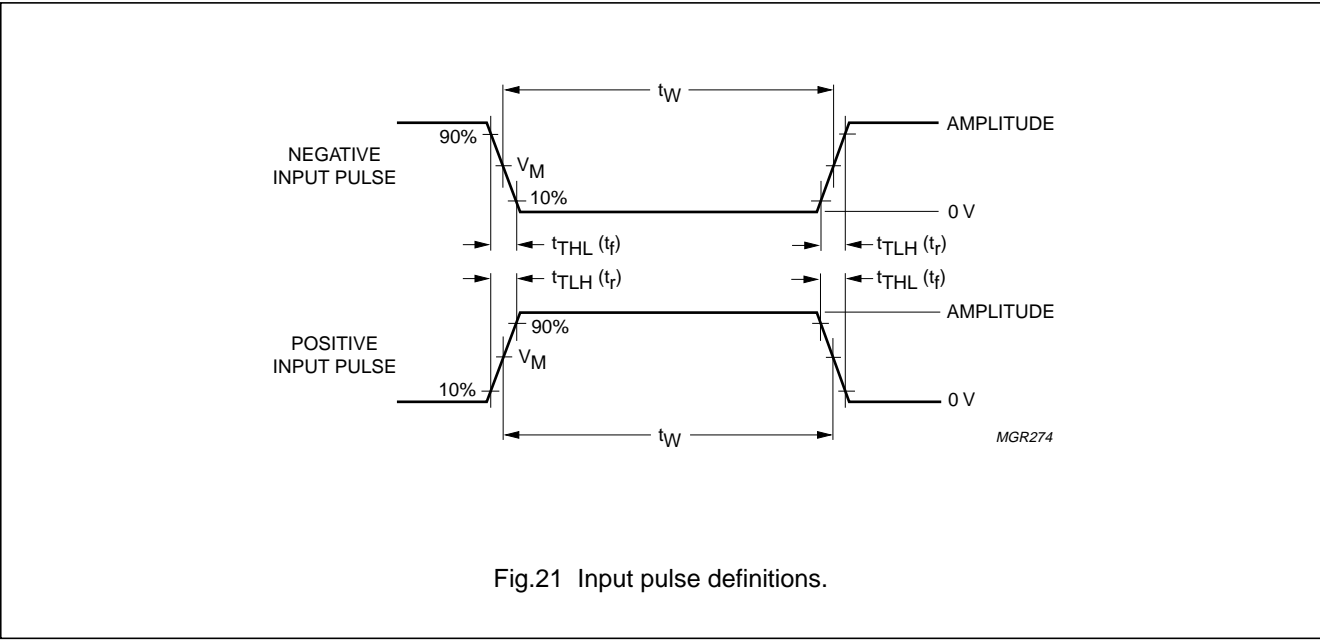 tW
AMPLITUDE
90%
NEGATIVE
INPUT PULSE
VM
10%
0 V
tTHL (tf)
tTLH (tr)
tTLH (tr)
tTHL (tf)
AMPLITUDE
90%
POSITIVE
INPUT PULSE
VM
10%
0 V
tW
MGR274
Fig.21 Input pulse definitions.